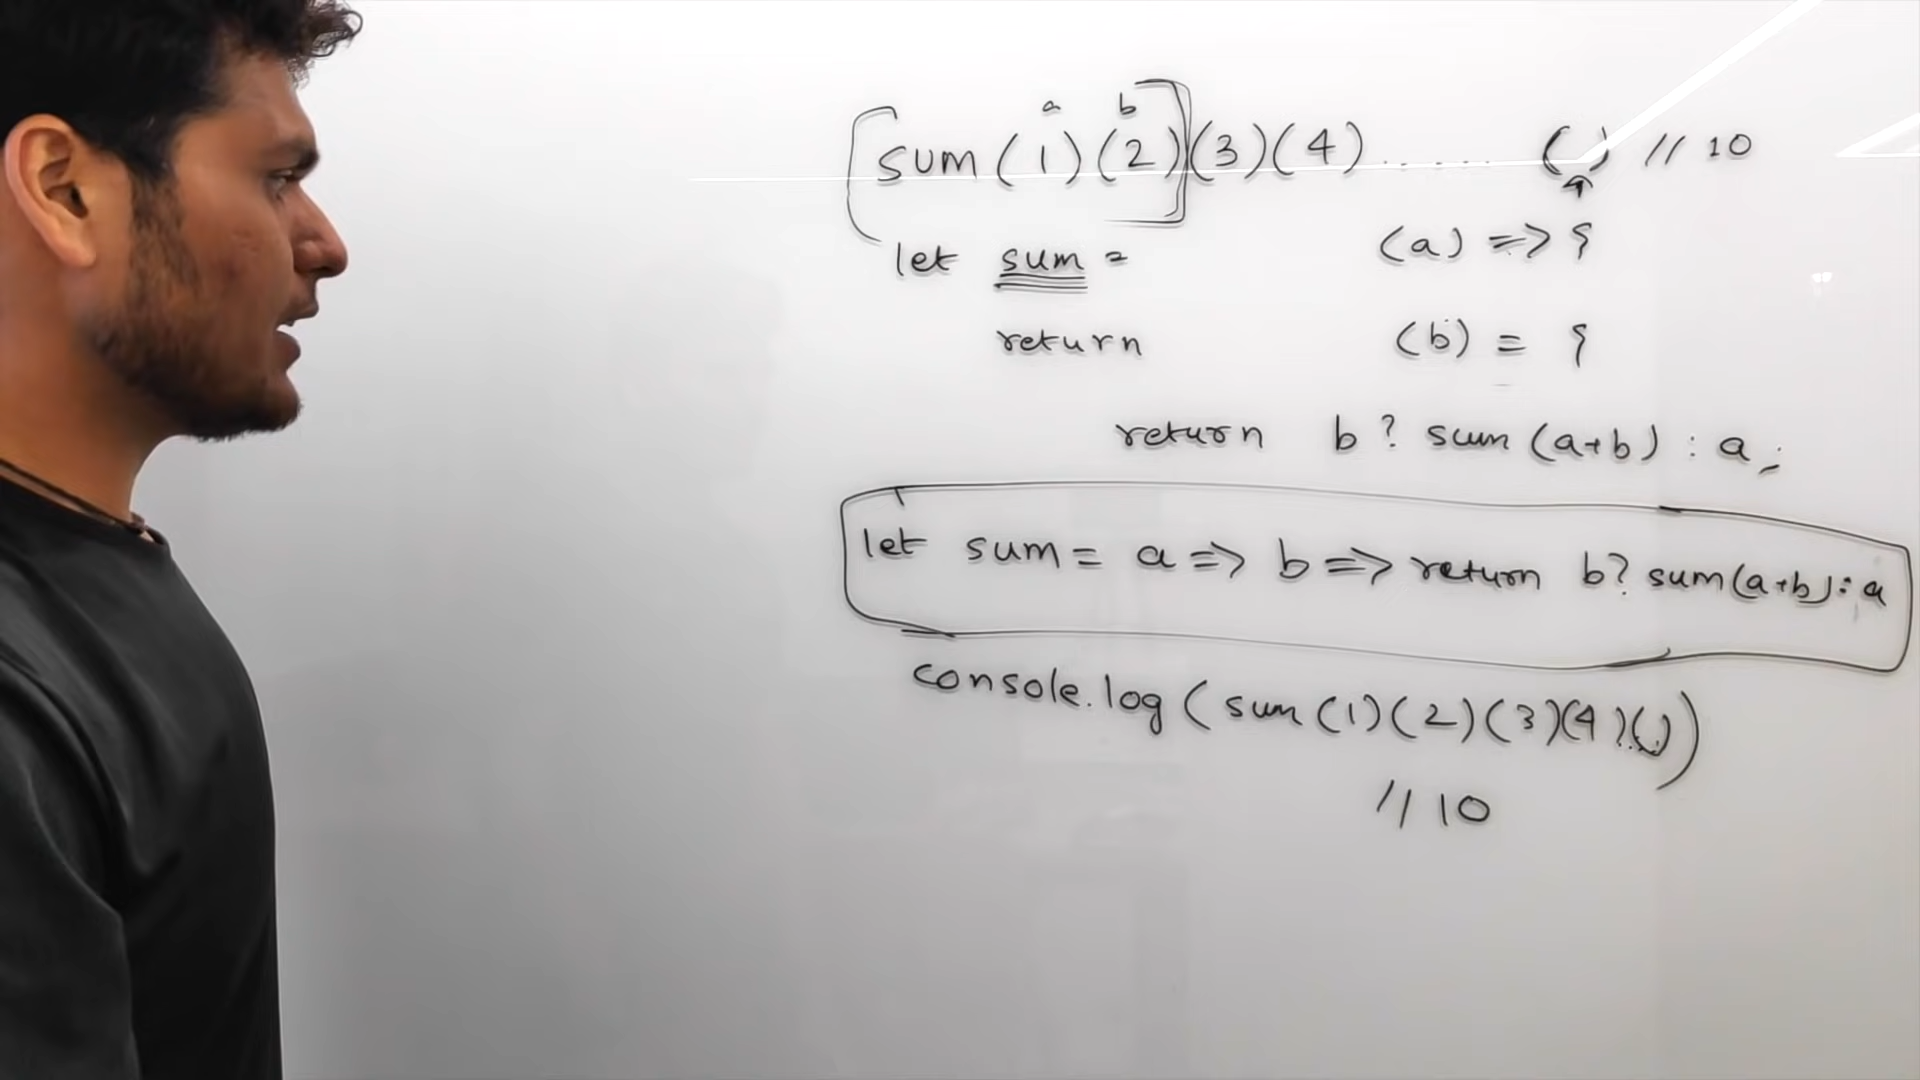 a b
sum(1)(2)(3)(4)...... () // 10
let sum = (a) => {
return (b) = {
return b ? sum (a+b) : a;
let sum = a => b => return b? sum(a+b) : a
console.log(sum(1)(2)(3)(4)())
// 10